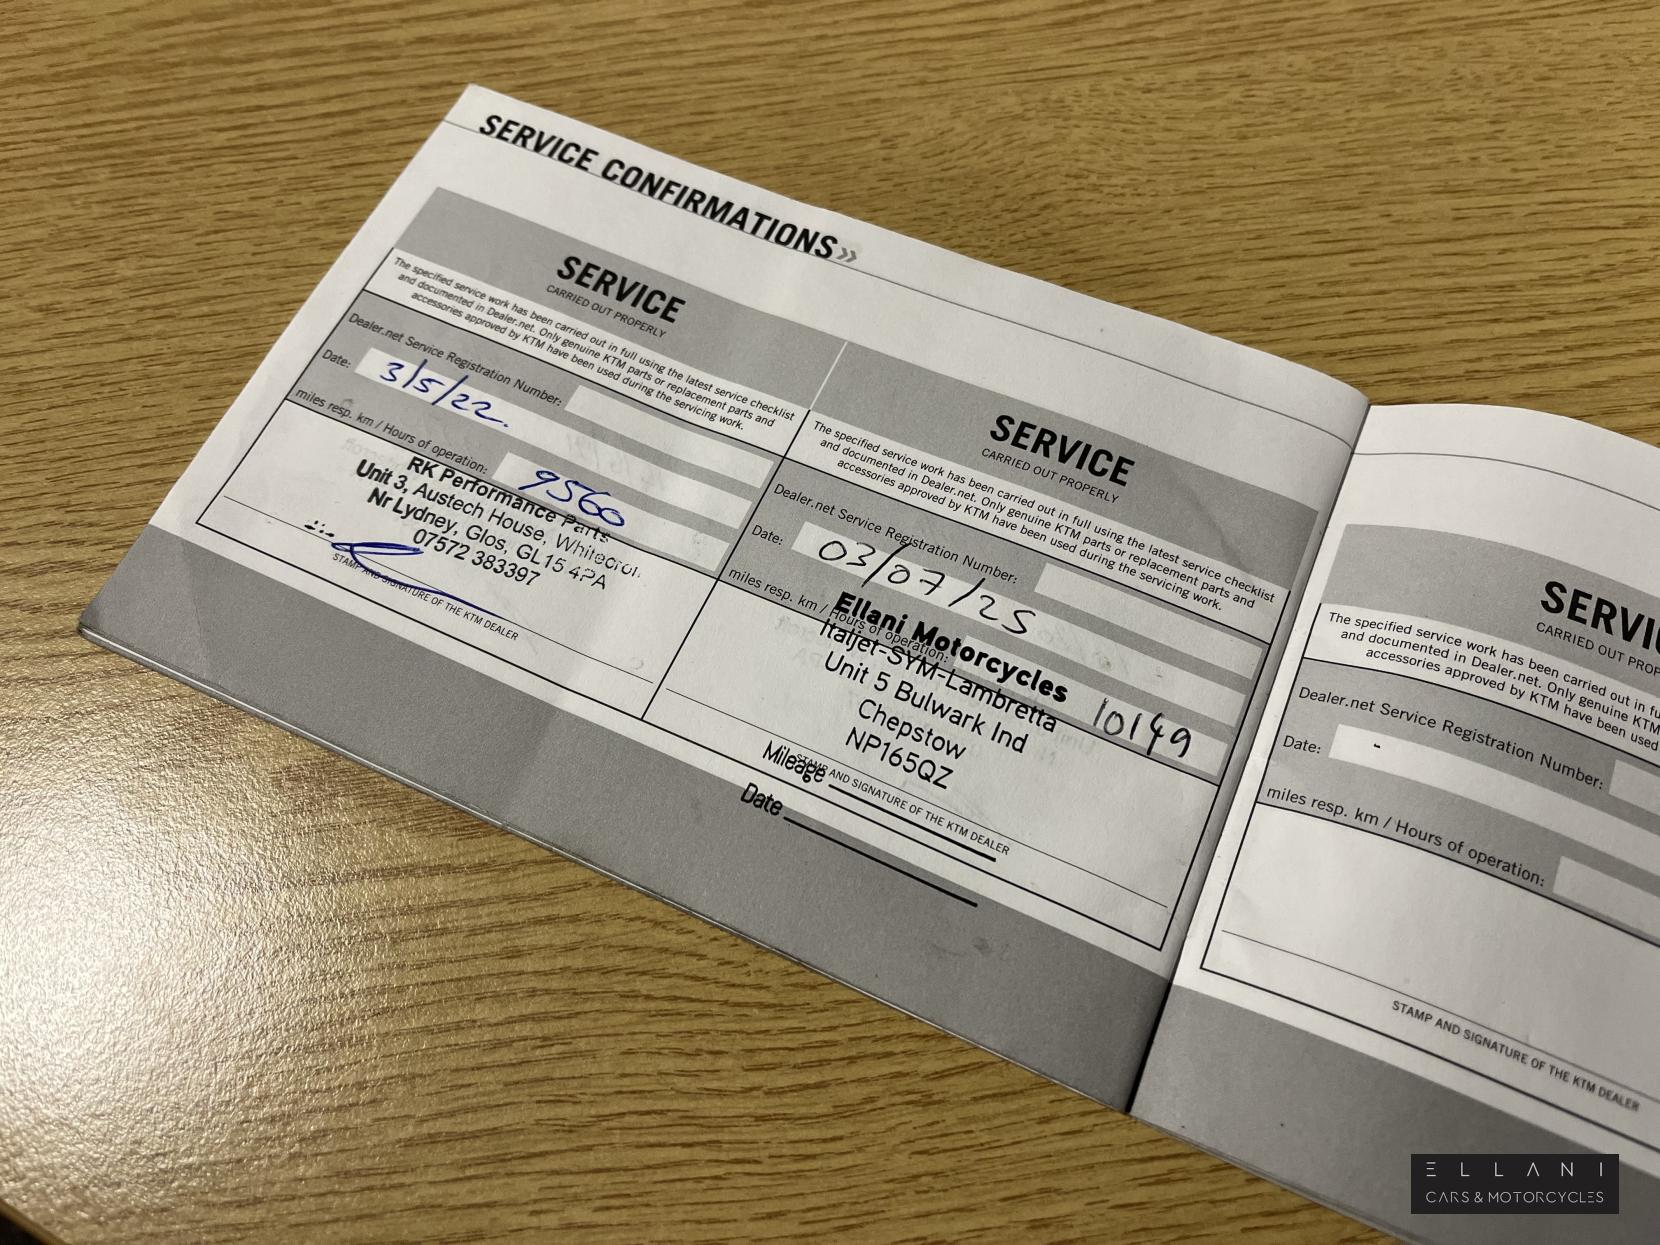 SERVICE CONFIRMATIONS»
SERVICE
CARRIED OUT PROPERLY
The specified service work has been carried out in full using the latest service checklist
and documented in Dealer.net. Only genuine KTM parts or replacement parts and
accessories approved by KTM have been used during the servicing work.
Dealer.net Service Registration Number:
Date: 3/5/22.
miles resp. km / Hours of operation: 9560
RK Performance Parts
Unit 3, Austech House, Whitecroft,
Nr Lydney, Glos, GL15 4PA
07572 383397
STAMP AND SIGNATURE OF THE KTM DEALER
SERVICE
CARRIED OUT PROPERLY
The specified service work has been carried out in full using the latest service checklist
and documented in Dealer.net. Only genuine KTM parts or replacement parts and
accessories approved by KTM have been used during the servicing work.
Dealer.net Service Registration Number:
Date: 03/07/25
miles resp. km / Hours of operation: 10149
Ellani Motorcycles
Italjet-SYM-Lambretta
Unit 5 Bulwark Ind
Chepstow
NP165QZ
Mileage
Date
STAMP AND SIGNATURE OF THE KTM DEALER
SERVI
CARRIED OUT PROP
The specified service work has been carried out in fu
and documented in Dealer.net. Only genuine KTM
accessories approved by KTM have been used
Dealer.net Service Registration Number:
Date: -
miles resp. km / Hours of operation:
STAMP AND SIGNATURE OF THE KTM DEALER
ELLANI
CARS & MOTORCYCLES